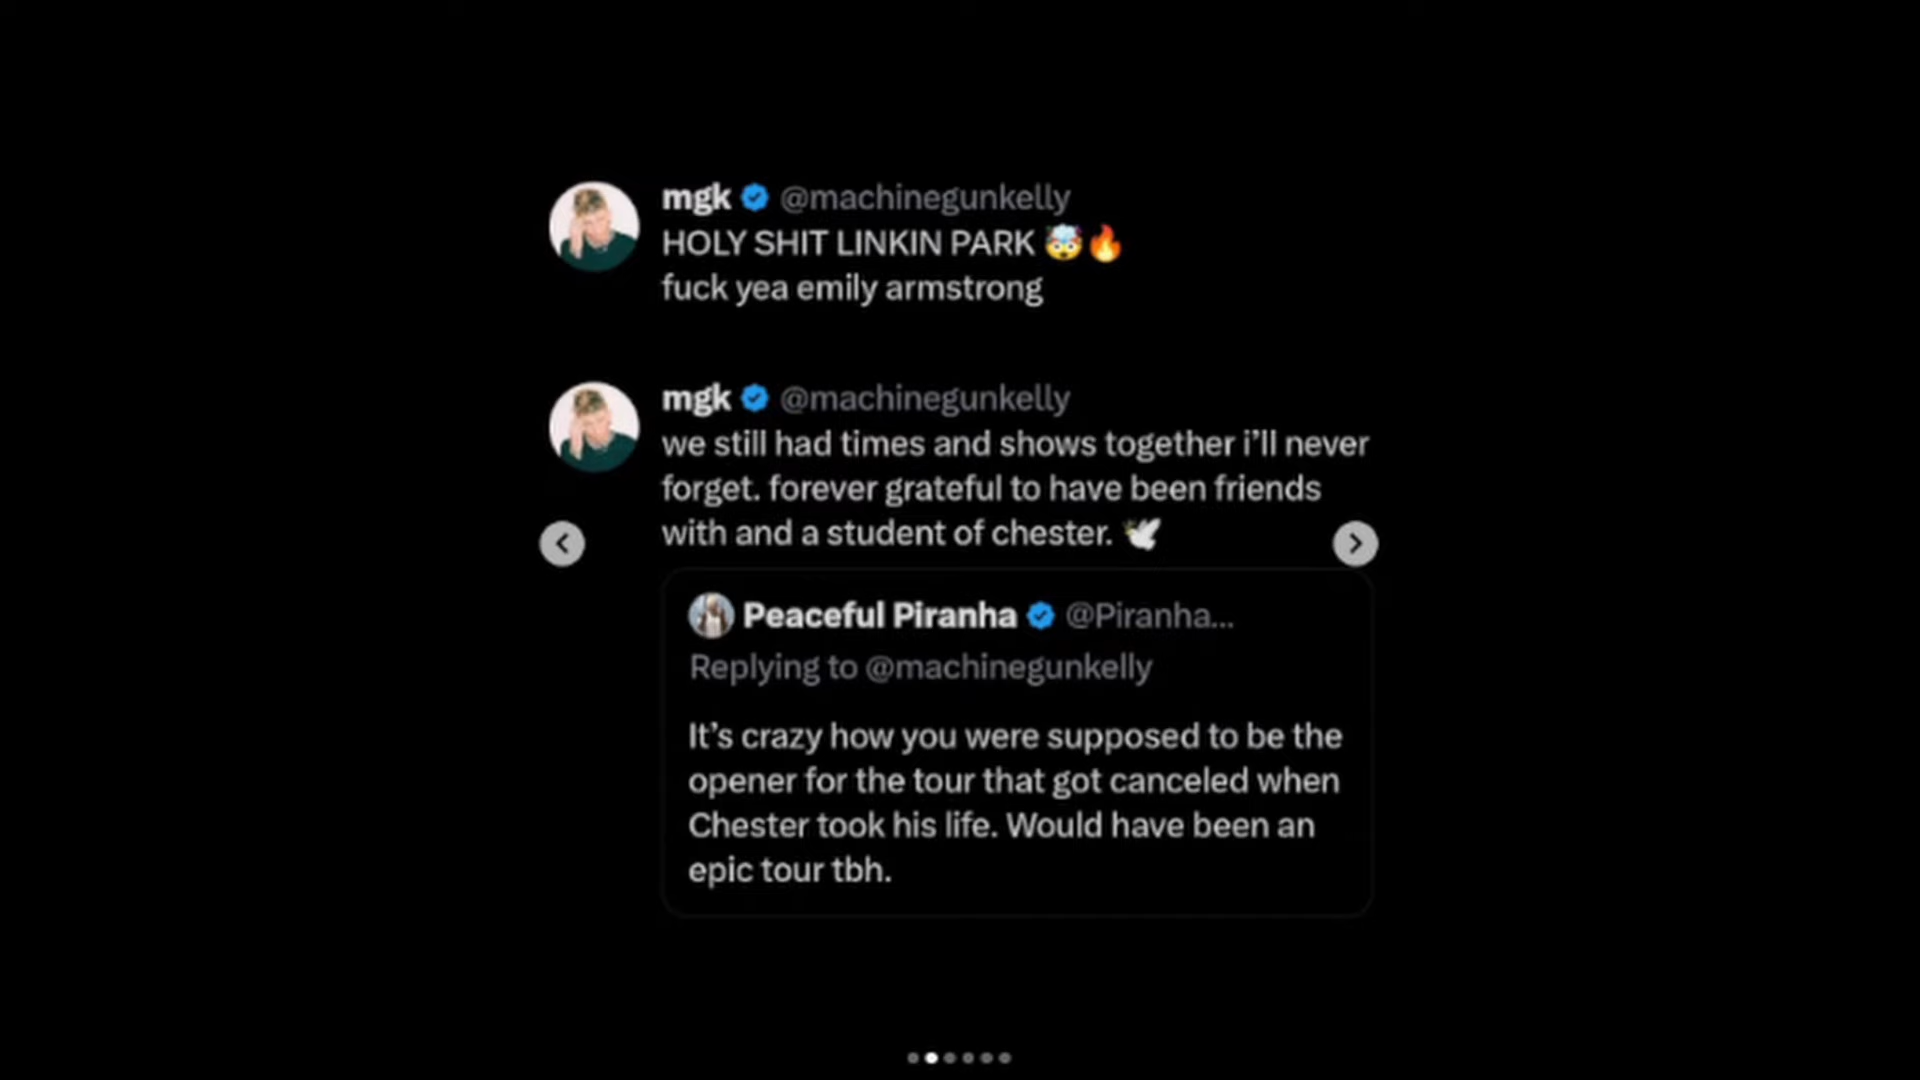 mgk @machinegunkelly
HOLY SHIT LINKIN PARK 🤯🔥
fuck yea emily armstrong
mgk @machinegunkelly
we still had times and shows together i’ll never
forget. forever grateful to have been friends
with and a student of chester. 🕊️
Peaceful Piranha @Piranha...
Replying to @machinegunkelly
It’s crazy how you were supposed to be the
opener for the tour that got canceled when
Chester took his life. Would have been an
epic tour tbh.